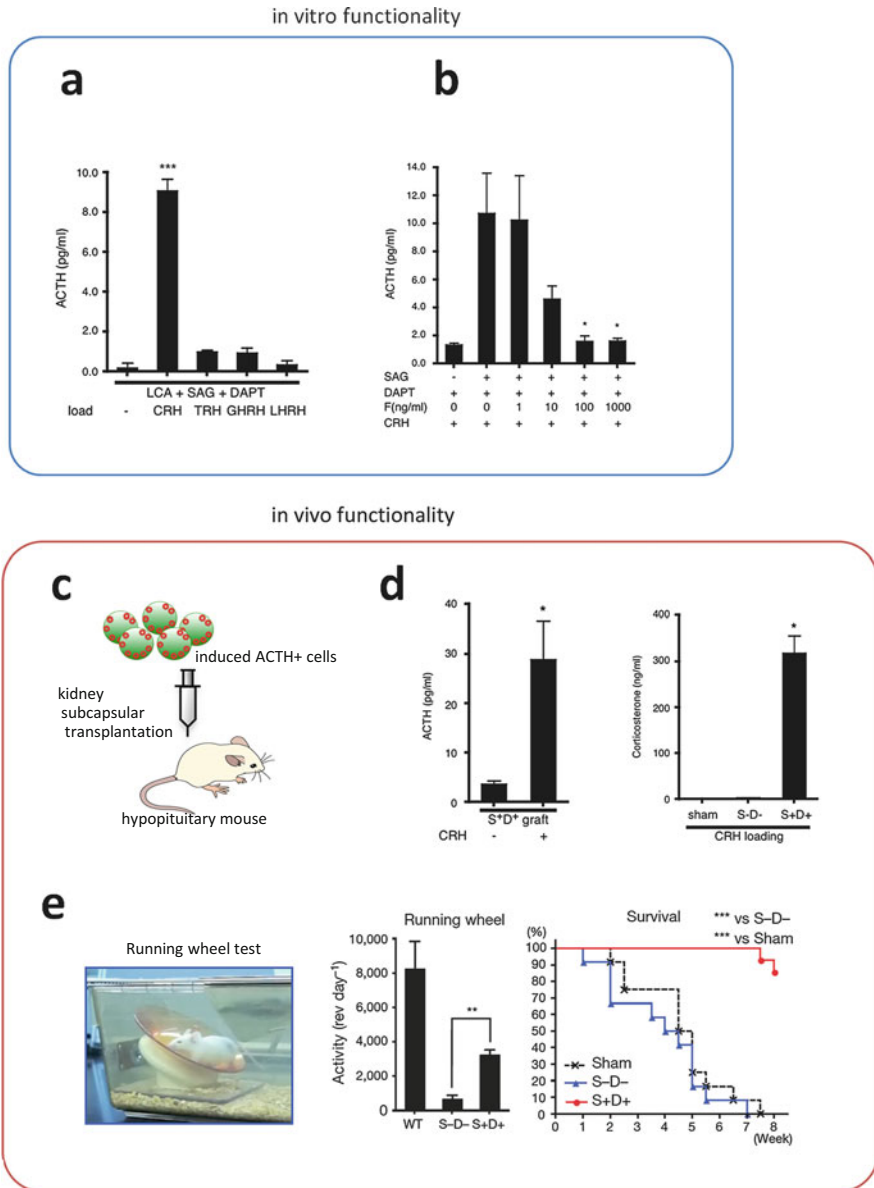 in vitro functionality
a
***
10.0
8.0
6.0
4.0
2.0
0.0
ACTH (pg/ml)
LCA + SAG + DAPT
load - CRH TRH GHRH LHRH
b
14.0
12.0
10.0
8.0
6.0
4.0
2.0
0.0
ACTH (pg/ml)
* *
SAG - + + + + +
DAPT + + + + + +
F(ng/ml) 0 0 1 10 100 1000
CRH + + + + + +
in vivo functionality
c
induced ACTH+ cells
kidney
subcapsular
transplantation
hypopituitary mouse
d
40
30
20
10
0
ACTH (pg/ml)
*
S+D+ graft
CRH - +
400
300
200
100
0
Corticosterone (ng/ml)
*
sham S-D- S+D+
CRH loading
e
Running wheel test
Running wheel
10,000
8,000
6,000
4,000
2,000
0
Activity (rev day⁻¹)
**
WT S–D– S+D+
Survival
*** vs S–D–
*** vs Sham
(%)
100
90
80
70
60
50
40
30
20
10
0
Sham
S–D–
S+D+
0 1 2 3 4 5 6 7 8
(Week)